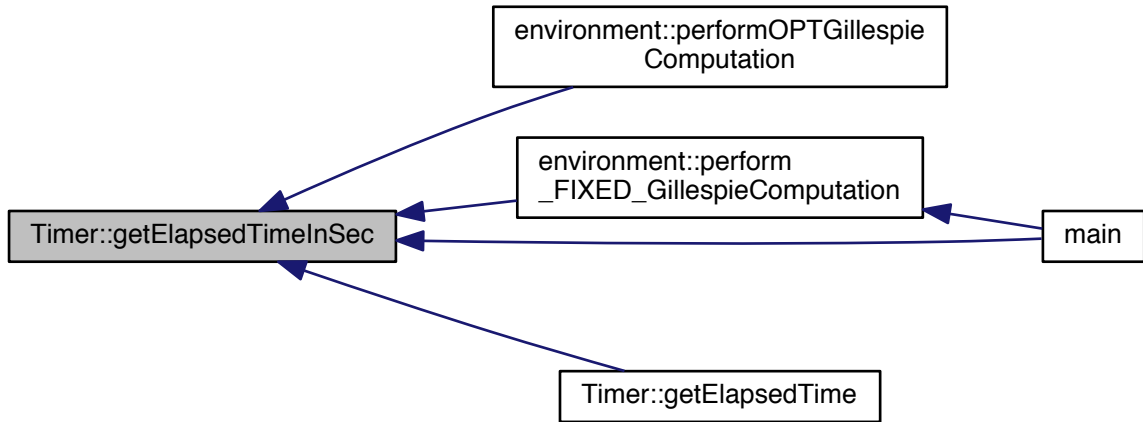 environment::performOPTGillespie
Computation
environment::perform
_FIXED_GillespieComputation
Timer::getElapsedTimeInSec
main
Timer::getElapsedTime